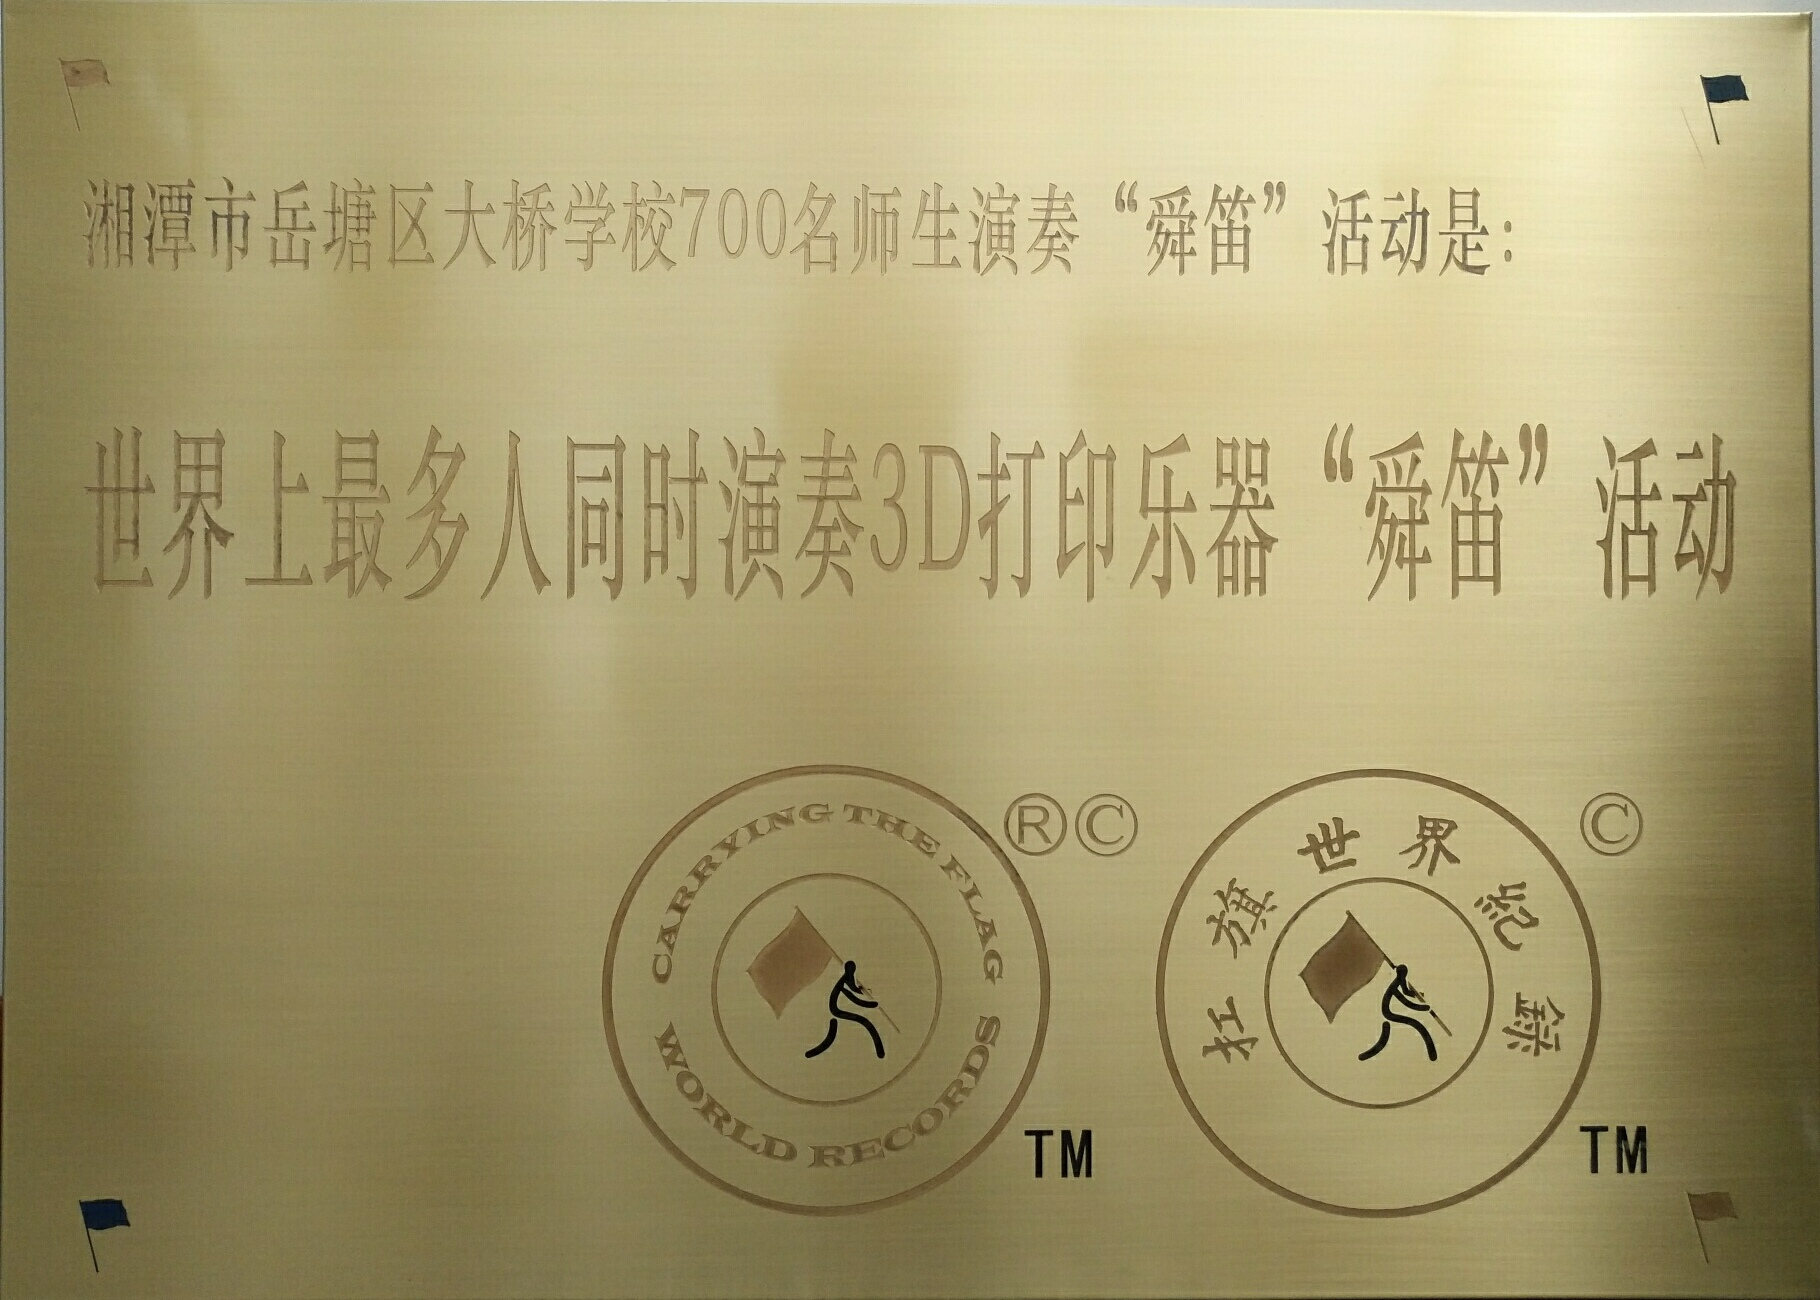 湘潭市岳塘区大桥学校700名师生演奏“舜笛”活动是:
世界上最多人同时演奏3D打印乐器“舜笛”活动
CARRYING THE FLAG
WORLD RECORDS
®©
TM
扛旗世界紀錄
©
TM